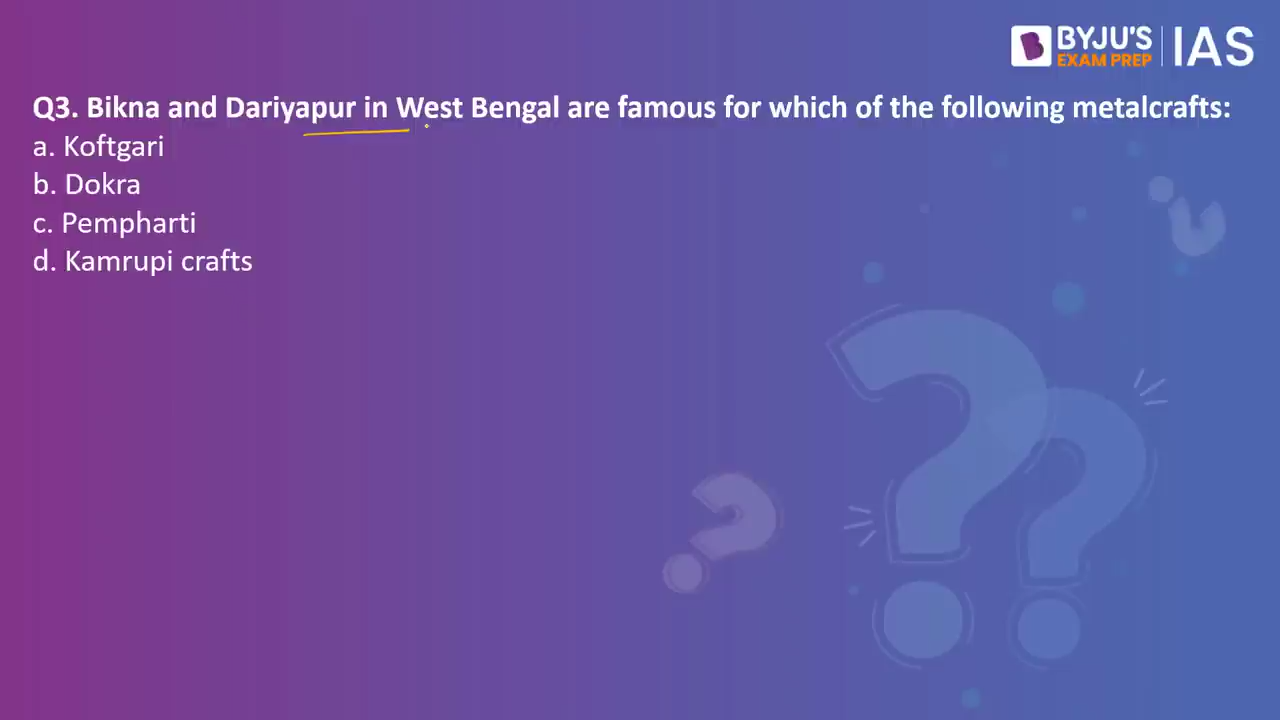 BYJU'S
EXAM PREP
IAS
Q3. Bikna and Dariyapur in West Bengal are famous for which of the following metalcrafts:
a. Koftgari
b. Dokra
c. Pempharti
d. Kamrupi crafts